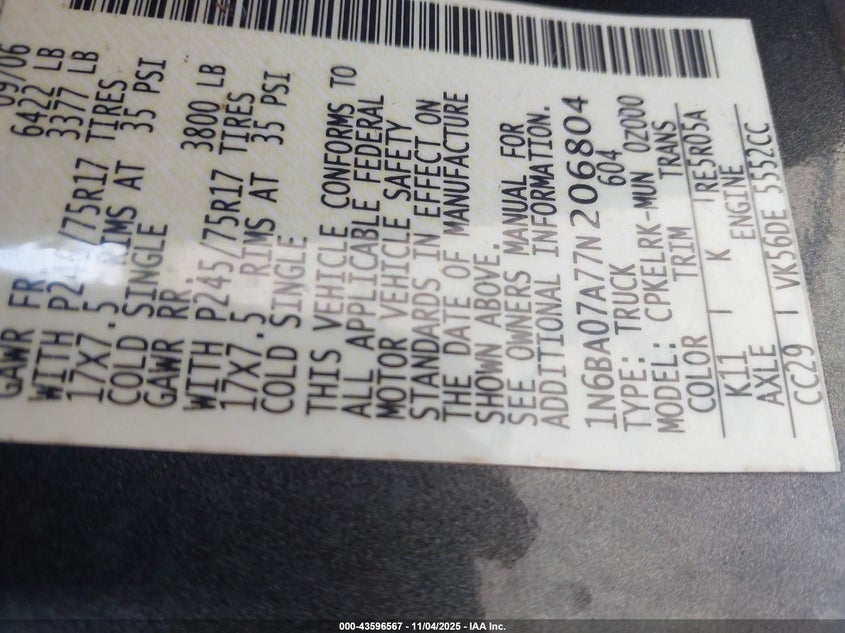 09/06
6422 LB
GAWR FR. 3377 LB
WITH P245/75R17 TIRES
17X7.5 RIMS AT 35 PSI
COLD SINGLE
GAWR RR. 3800 LB
WITH P245/75R17 TIRES
17X7.5 RIMS AT 35 PSI
COLD SINGLE
THIS VEHICLE CONFORMS TO
ALL APPLICABLE FEDERAL
MOTOR VEHICLE SAFETY
STANDARDS IN EFFECT ON
THE DATE OF MANUFACTURE
SHOWN ABOVE.
SEE OWNERS MANUAL FOR
ADDITIONAL INFORMATION.
1N6BA07A77N206804
TYPE: TRUCK 604
MODEL: CPKELRK-MUN 0Z000
COLOR TRIM TRANS
K11 K RE5R05A
AXLE ENGINE
CC29 VK56DE 5552CC
000-43596567 - 11/04/2025 - IAA Inc.